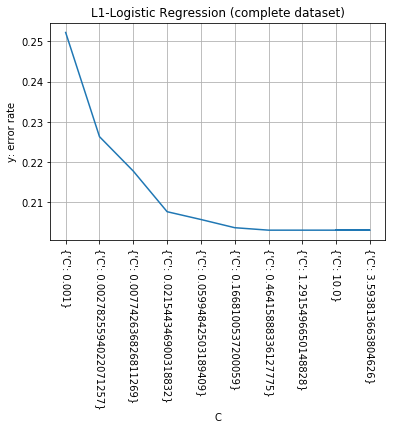 L1-Logistic Regression (complete dataset)
y: error rate
0.25
0.24
0.23
0.22
0.21
{'C': 0.001}
{'C': 0.0027825594022071257}
{'C': 0.007742636826811269}
{'C': 0.021544346900318832}
{'C': 0.05994842503189409}
{'C': 0.1668100537200059}
{'C': 0.46415888336127775}
{'C': 1.2915496650148828}
{'C': 10.0}
{'C': 3.5938136638046260}
C